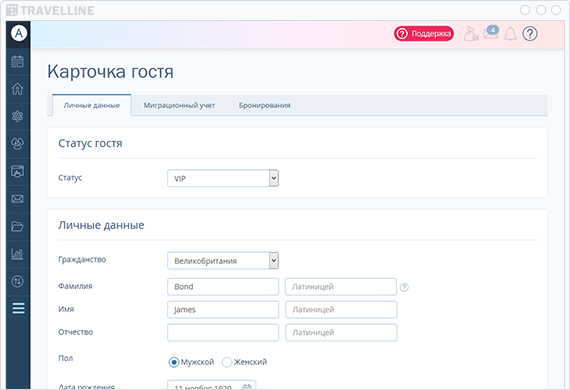 TRAVELLINE
A
? Поддержка
4
?
Карточка гостя
Личные данные Миграционный учет Бронирования
Статус гостя
Статус VIP
Личные данные
Гражданство Великобритания
Фамилия Bond Латиницей ?
Имя James Латиницей
Отчество Латиницей
Пол Мужской Женский
Дата рождения 11 ноября 1920